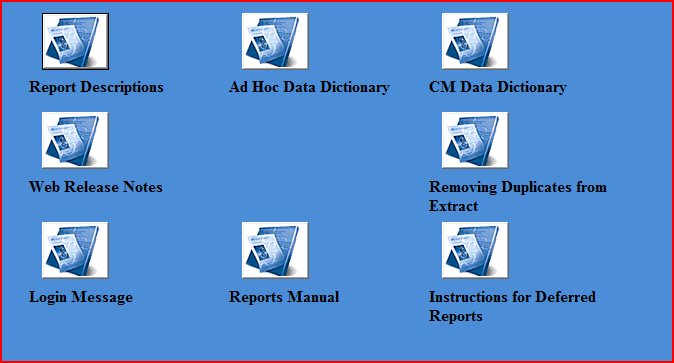 Report Descriptions
Ad Hoc Data Dictionary
CM Data Dictionary
Web Release Notes
Removing Duplicates from
Extract
Login Message
Reports Manual
Instructions for Deferred
Reports